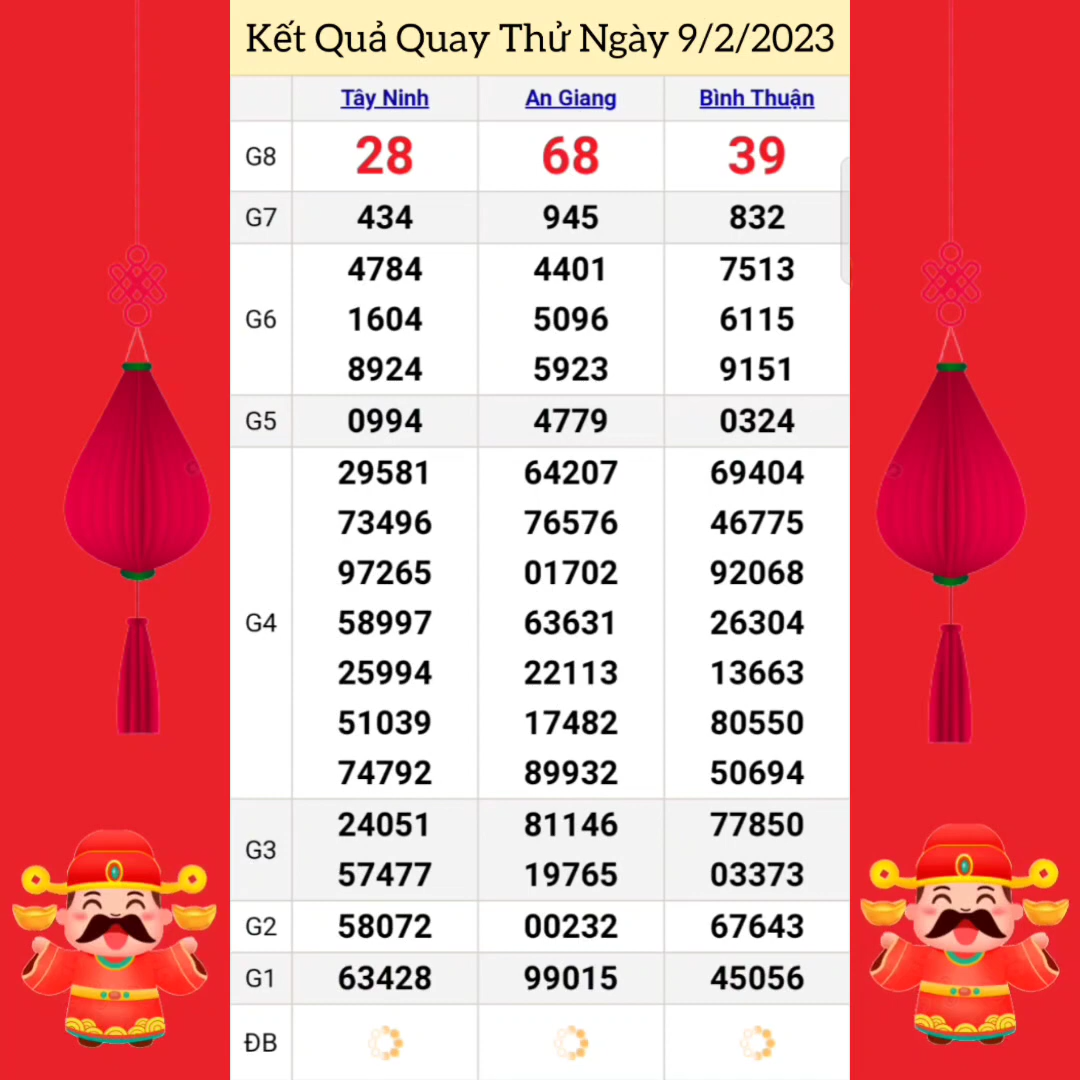 Kết Quả Quay Thử Ngày 9/2/2023
Tây Ninh An Giang Bình Thuận
G8 28 68 39
G7 434 945 832
4784 4401 7513
G6 1604 5096 6115
8924 5923 9151
G5 0994 4779 0324
29581 64207 69404
73496 76576 46775
97265 01702 92068
G4 58997 63631 26304
25994 22113 13663
51039 17482 80550
74792 89932 50694
G3 24051 81146 77850
57477 19765 03373
G2 58072 00232 67643
G1 63428 99015 45056
ĐB